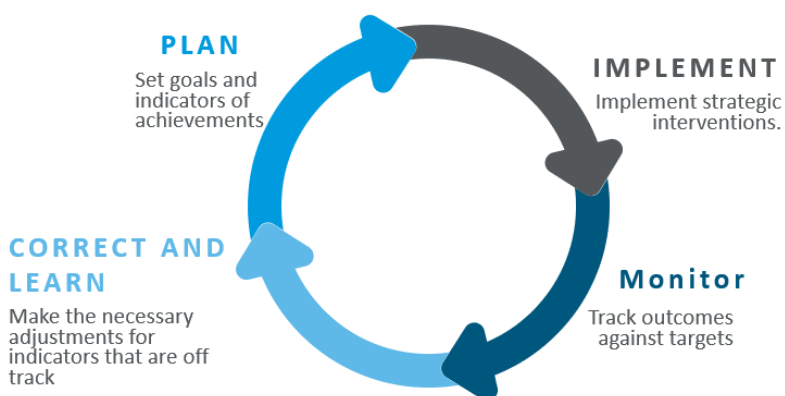 PLAN
Set goals and
indicators of
achievements
IMPLEMENT
Implement strategic
interventions.
Monitor
Track outcomes
against targets
CORRECT AND
LEARN
Make the necessary
adjustments for
indicators that are off
track